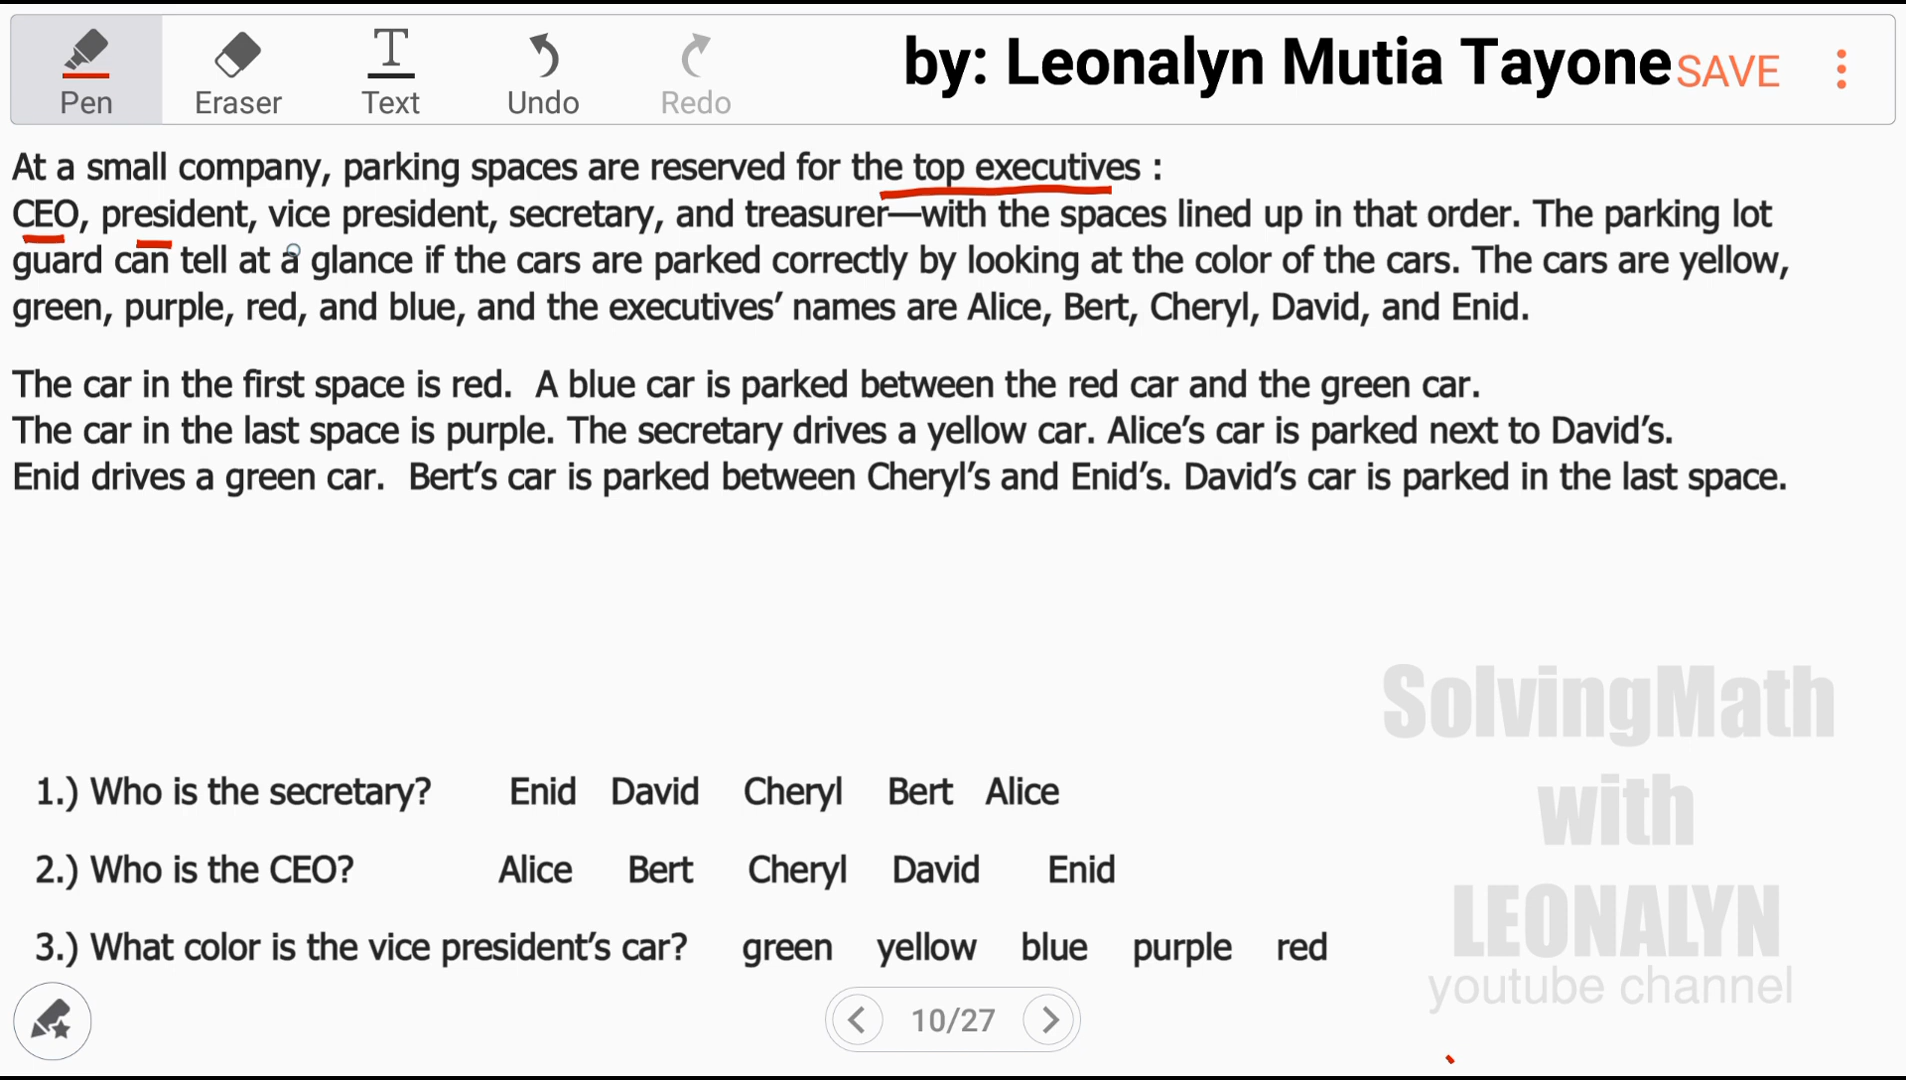 by: Leonalyn Mutia Tayone
SAVE
Pen
Eraser
Text
Undo
Redo
At a small company, parking spaces are reserved for the top executives :
CEO, president, vice president, secretary, and treasurer—with the spaces lined up in that order. The parking lot
guard can tell at a glance if the cars are parked correctly by looking at the color of the cars. The cars are yellow,
green, purple, red, and blue, and the executives’ names are Alice, Bert, Cheryl, David, and Enid.
The car in the first space is red. A blue car is parked between the red car and the green car.
The car in the last space is purple. The secretary drives a yellow car. Alice’s car is parked next to David’s.
Enid drives a green car. Bert’s car is parked between Cheryl’s and Enid’s. David’s car is parked in the last space.
SolvingMath
with
LEONALYN
youtube channel
1.) Who is the secretary? Enid David Cheryl Bert Alice
2.) Who is the CEO? Alice Bert Cheryl David Enid
3.) What color is the vice president’s car? green yellow blue purple red
10/27